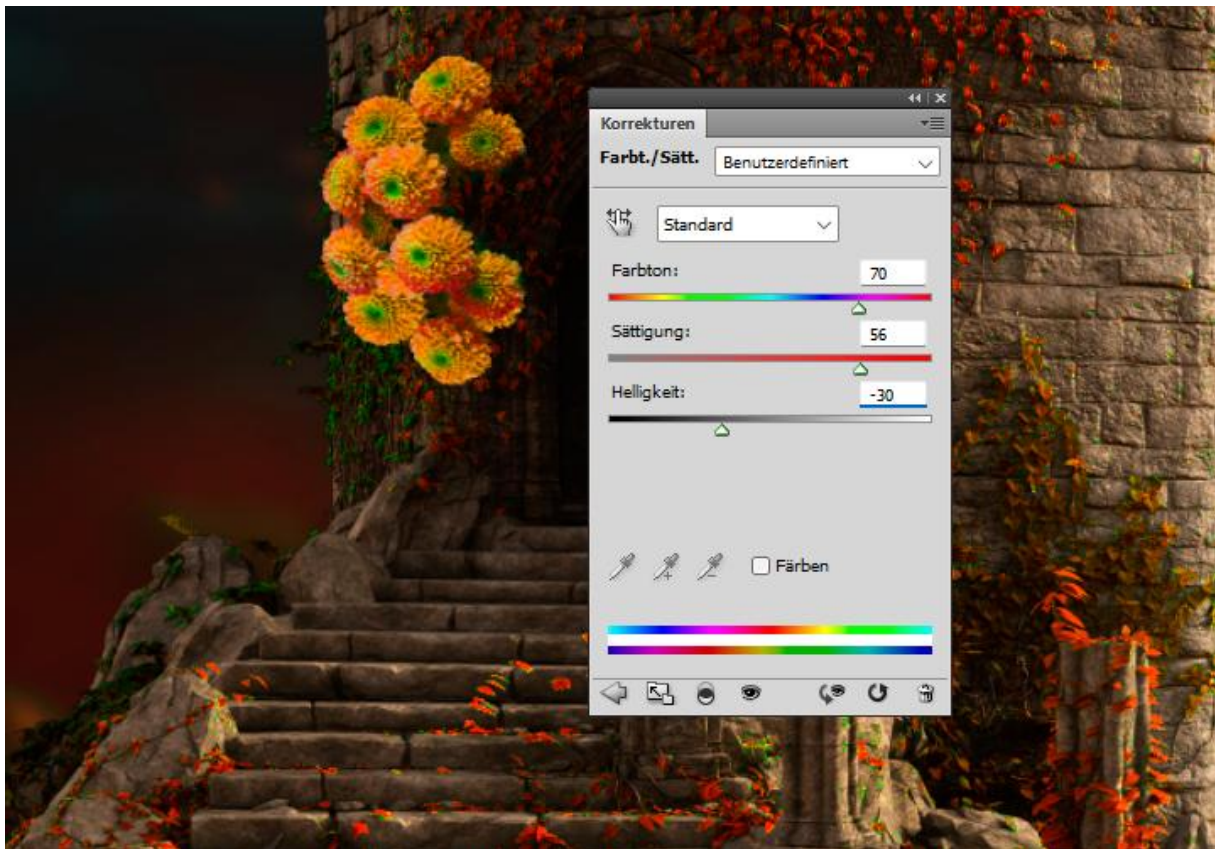 Korrekturen
Farbt./Sätt. Benutzerdefiniert
Standard
Farbton: 70
Sättigung: 56
Helligkeit: -30
Färben